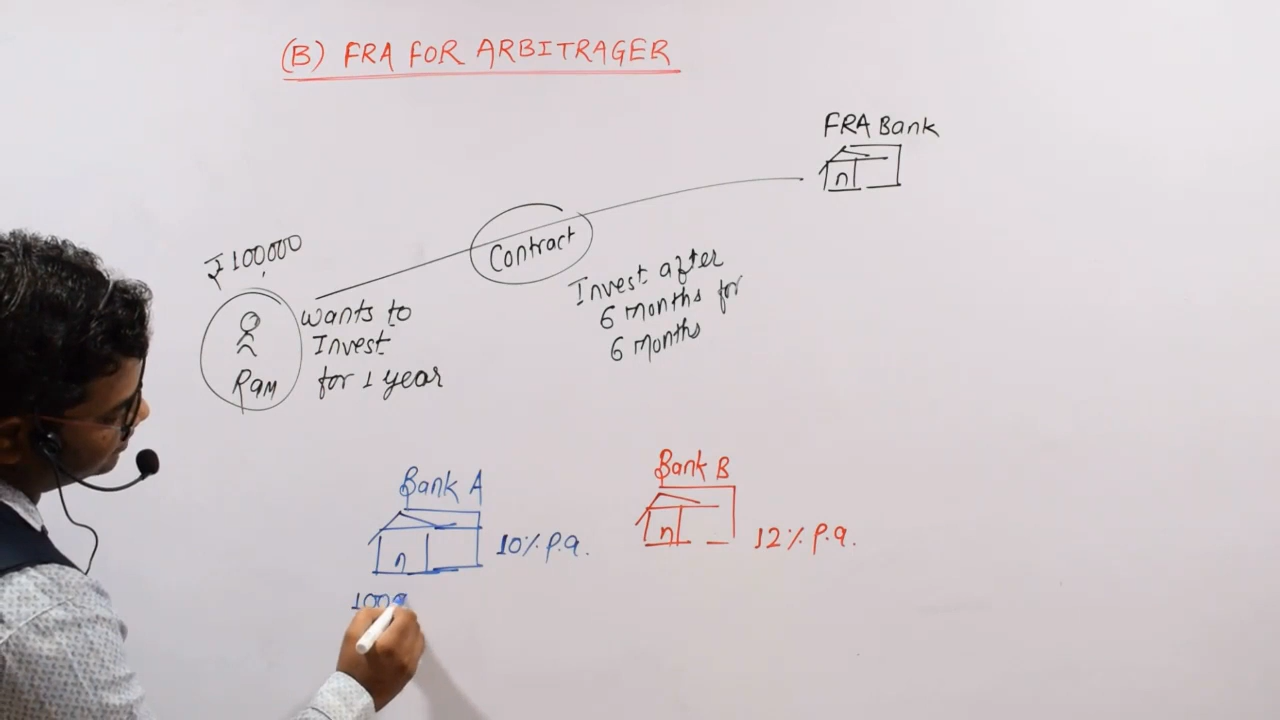 (B) FRA FOR ARBITRAGER
FRA Bank
n
₹100000
Contract
Invest after
6 months for
6 months
Wants to
Invest
for 1 year
Ram
Bank A
n
10% p.a.
Bank B
n
12% p.a.